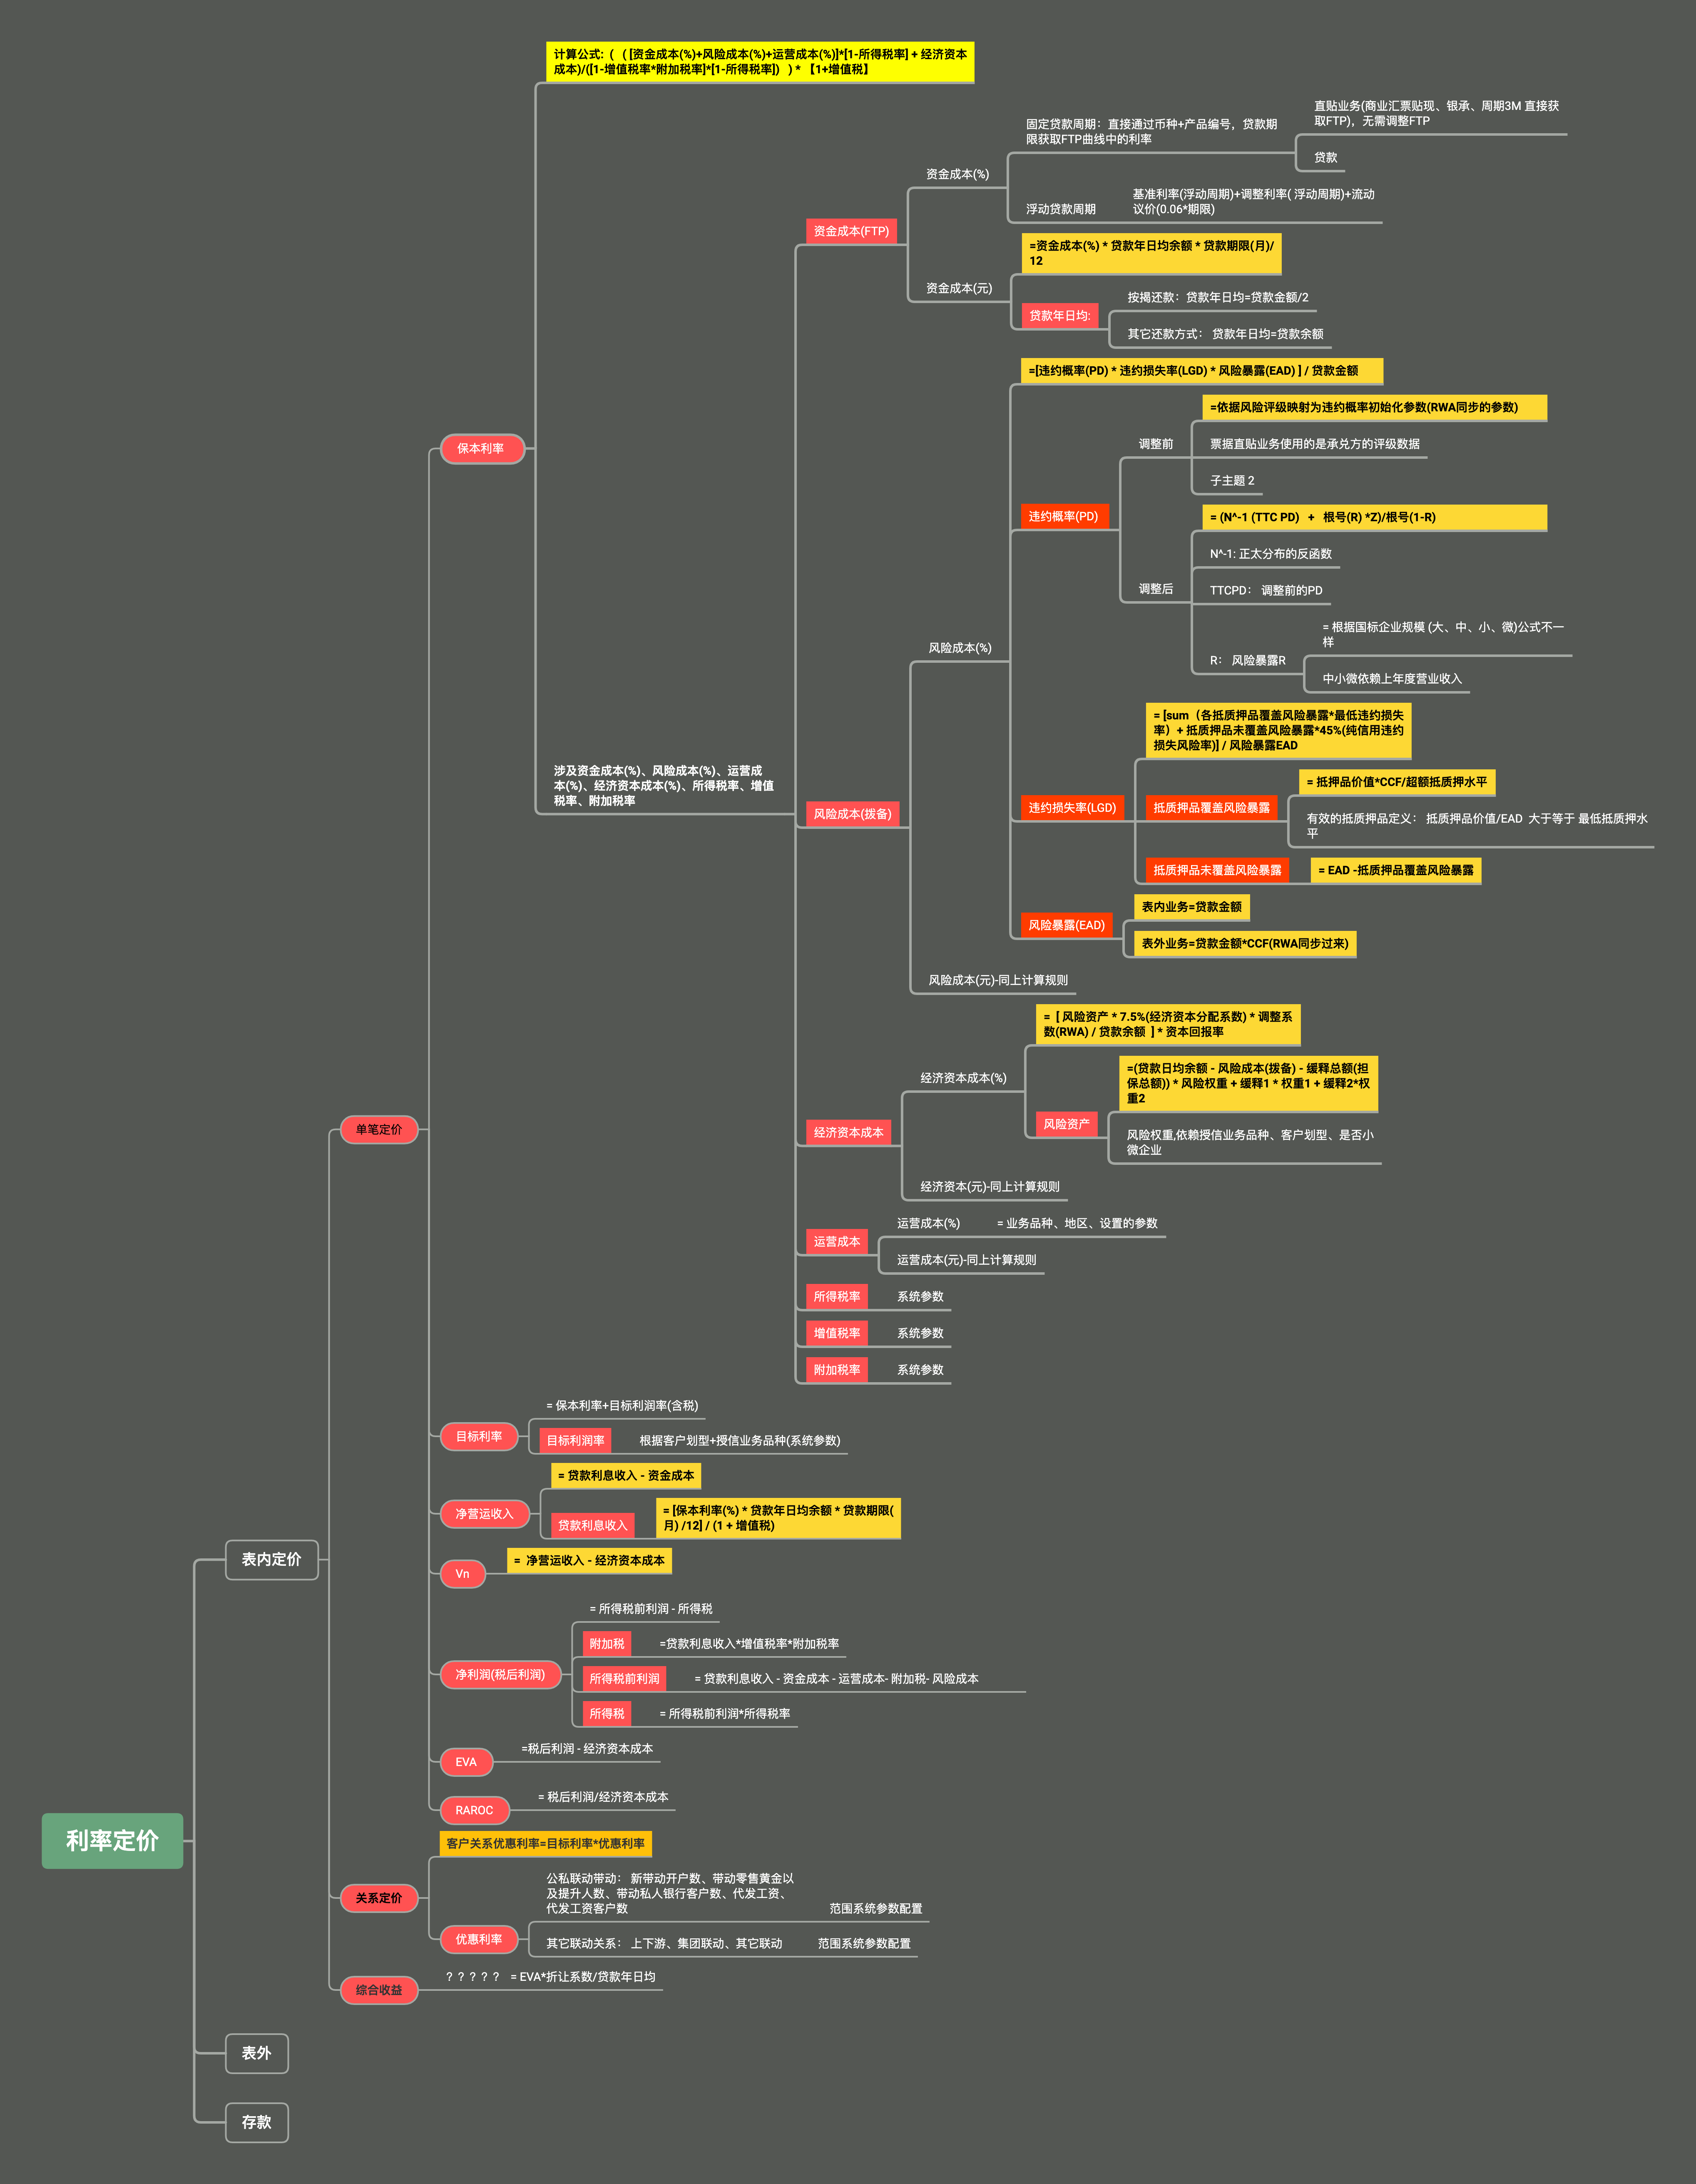 计算公式:（（ [资金成本(%)+风险成本(%)+运营成本(%)]*[1-所得税率] + 经济资本
成本)/([1-增值税率*附加税率]*[1-所得税率]) ）* 【1+增值税】
直贴业务(商业汇票贴现、银承、周期3M 直接获
取FTP)，无需调整FTP
固定贷款周期：直接通过币种+产品编号，贷款期
限获取FTP曲线中的利率
贷款
资金成本(%)
浮动贷款周期
基准利率(浮动周期)+调整利率( 浮动周期)+流动
议价(0.06*期限)
资金成本(FTP)
=资金成本(%) * 贷款年日均余额 * 贷款期限(月)/
12
资金成本(元)
贷款年日均:
按揭还款：贷款年日均=贷款金额/2
其它还款方式： 贷款年日均=贷款余额
=[违约概率(PD) * 违约损失率(LGD) * 风险暴露(EAD) ] / 贷款金额
=依据风险评级映射为违约概率初始化参数(RWA同步的参数)
调整前
票据直贴业务使用的是承兑方的评级数据
子主题 2
保本利率
违约概率(PD)
= (N^-1 (TTC PD) + 根号(R) *Z)/根号(1-R)
N^-1: 正太分布的反函数
调整后
TTCPD： 调整前的PD
= 根据国标企业规模 (大、中、小、微)公式不一
样
R： 风险暴露R
中小微依赖上年度营业收入
风险成本(%)
= [sum（各抵质押品覆盖风险暴露*最低违约损失
率）+ 抵质押品未覆盖风险暴露*45%(纯信用违约
损失风险率)] / 风险暴露EAD
涉及资金成本(%)、风险成本(%)、运营成
本(%)、经济资本成本(%)、所得税率、增值
税率、附加税率
= 抵押品价值*CCF/超额抵质押水平
风险成本(拨备)
违约损失率(LGD)
抵质押品覆盖风险暴露
有效的抵质押品定义： 抵质押品价值/EAD 大于等于 最低抵质押水
平
抵质押品未覆盖风险暴露
= EAD -抵质押品覆盖风险暴露
表内业务=贷款金额
风险暴露(EAD)
表外业务=贷款金额*CCF(RWA同步过来)
风险成本(元)-同上计算规则
= [ 风险资产 * 7.5%(经济资本分配系数) * 调整系
数(RWA) / 贷款余额 ] * 资本回报率
经济资本成本(%)
=(贷款日均余额 - 风险成本(拨备) - 缓释总额(担
保总额)) * 风险权重 + 缓释1 * 权重1 + 缓释2*权
重2
单笔定价
经济资本成本
风险资产
风险权重,依赖授信业务品种、客户划型、是否小
微企业
经济资本(元)-同上计算规则
运营成本
运营成本(%)
= 业务品种、地区、设置的参数
运营成本(元)-同上计算规则
所得税率
系统参数
增值税率
系统参数
附加税率
系统参数
= 保本利率+目标利润率(含税)
目标利率
目标利润率
根据客户划型+授信业务品种(系统参数)
= 贷款利息收入 - 资金成本
净营运收入
贷款利息收入
= [保本利率(%) * 贷款年日均余额 * 贷款期限(
月) /12] / (1 + 增值税)
表内定价
Vn
= 净营运收入 - 经济资本成本
= 所得税前利润 - 所得税
附加税
=贷款利息收入*增值税率*附加税率
净利润(税后利润)
所得税前利润
= 贷款利息收入 - 资金成本 - 运营成本- 附加税- 风险成本
所得税
= 所得税前利润*所得税率
EVA
=税后利润 - 经济资本成本
RAROC
= 税后利润/经济资本成本
利率定价
客户关系优惠利率=目标利率*优惠利率
关系定价
公私联动带动： 新带动开户数、带动零售黄金以
及提升人数、带动私人银行客户数、代发工资、
代发工资客户数
范围系统参数配置
优惠利率
其它联动关系： 上下游、集团联动、其它联动
范围系统参数配置
综合收益
？？？？？ = EVA*折让系数/贷款年日均
表外
存款